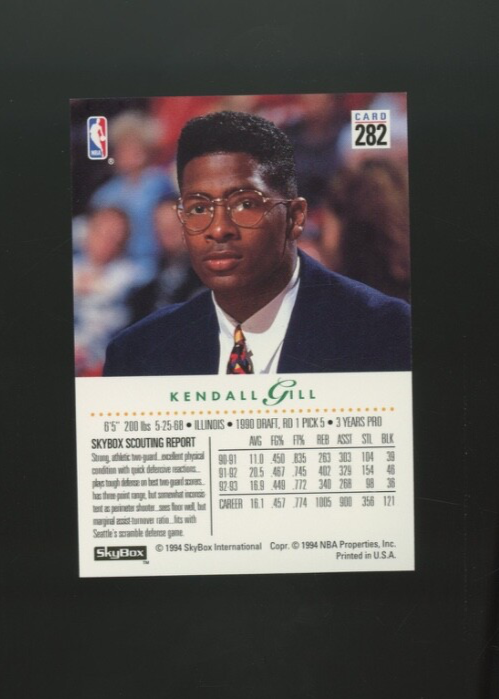 CARD
282
NBA
®
KENDALL GILL
6'5" 200 lbs 5-25-68 • ILLINOIS • 1990 DRAFT, RD 1 PICK 5 • 3 YEARS PRO
SKYBOX SCOUTING REPORT
Strong, athletic two-guard...excellent physical
condition with quick defensive reactions...
plays tough defense on best two-guard scorers...
has three-point range, but somewhat inconsis-
tent as perimeter shooter...sees floor well, but
marginal assist-turnover ratio...fits with
Seattle's scramble defense game.
AVG FG% FT% REB ASST STL BLK
90-91 11.0 .450 .835 263 303 104 39
91-92 20.5 .467 .745 402 329 154 46
92-93 16.9 .449 .772 340 268 98 36
CAREER 16.1 .457 .774 1005 900 356 121
SkyBox
TM
© 1994 SkyBox International Copr. © 1994 NBA Properties, Inc.
Printed in U.S.A.